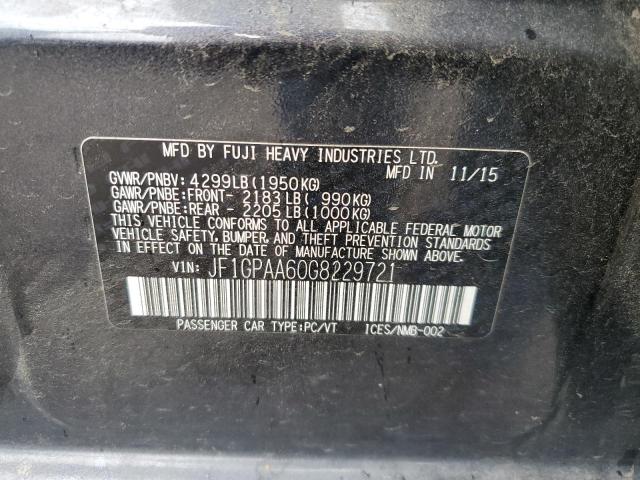 MFD BY FUJI HEAVY INDUSTRIES LTD.
MFD IN 11/15
GVWR/PNBV: 4299LB(1950KG)
GAWR/PNBE:FRONT- 2183LB( 990KG)
GAWR/PNBE:REAR - 2205LB(1000KG)
THIS VEHICLE CONFORMS TO ALL APPLICABLE FEDERAL MOTOR
VEHICLE SAFETY, BUMPER, AND THEFT PREVENTION STANDARDS
IN EFFECT ON THE DATE OF MANUFACTURE SHOWN ABOVE.
VIN: JF1GPAA60G8229721
PASSENGER CAR TYPE:PC/VT ICES/NMB-002